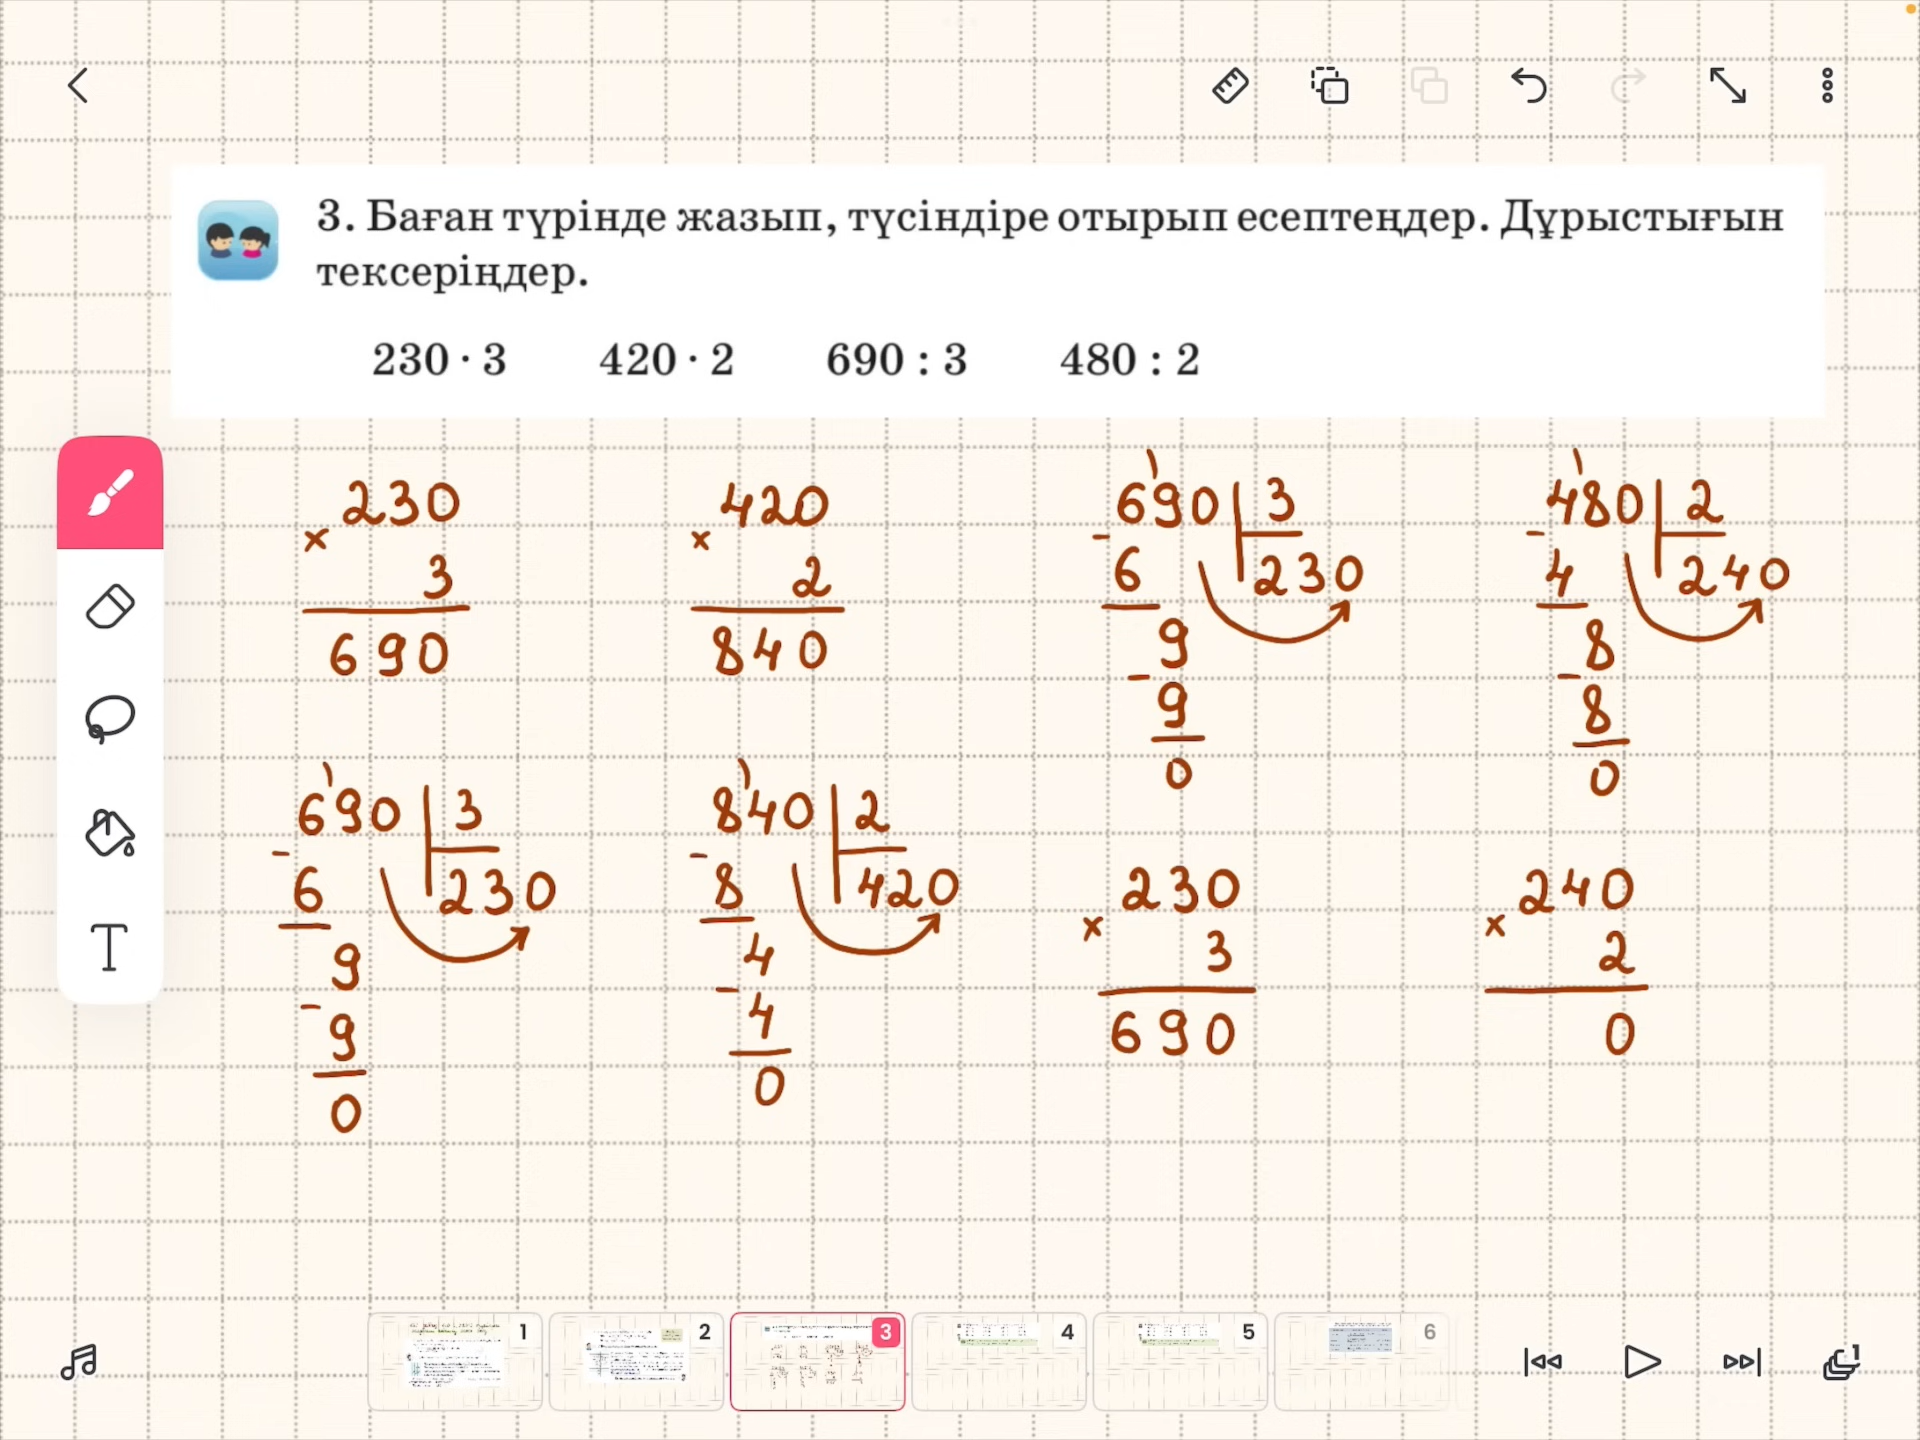 3. Баған түрінде жазып, түсіндіре отырып есептеңдер. Дұрыстығын
тексеріңдер.
230 · 3 420 · 2 690 : 3 480 : 2
230
× 3
690
420
× 2
840
690 | 3
- 6 230
9
- 9
0
480 | 2
- 4 240
8
- 8
0
690 | 3
- 6 230
9
- 9
0
840 | 2
- 8 420
4
- 4
0
230
× 3
690
240
× 2
0
T
1 2 3 4 5 6